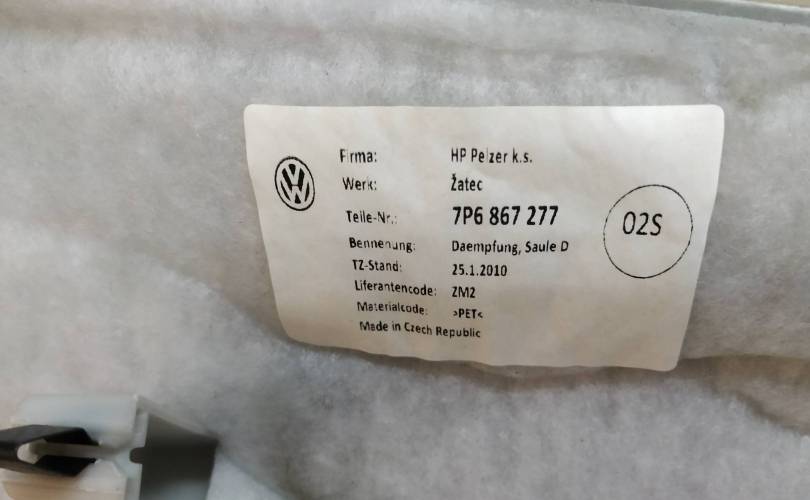 Firma: HP Pelzer k.s.
Werk: Žatec
Teile-Nr.: 7P6 867 277
Bennenung: Daempfung, Saule D
TZ-Stand: 25.1.2010
Liferantencode: ZM2
Materialcode: >PET<
Made in Czech Republic
02S